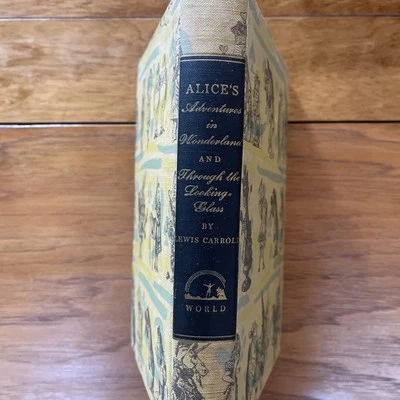 ALICE'S
Adventures
in
Wonderland
AND
Through the
Looking-
Glass
BY
LEWIS CARROLL
WORLD